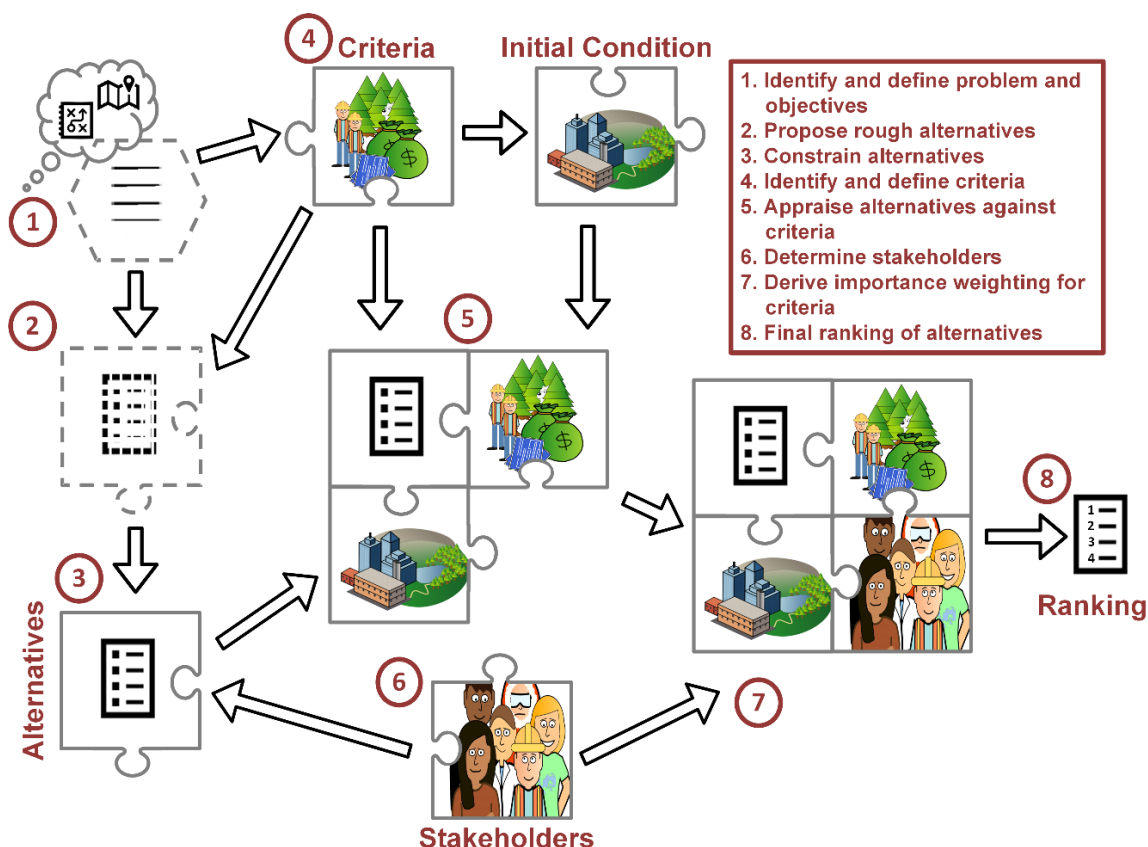 4 Criteria
Initial Condition
1. Identify and define problem and
objectives
2. Propose rough alternatives
3. Constrain alternatives
4. Identify and define criteria
5. Appraise alternatives against
criteria
6. Determine stakeholders
7. Derive importance weighting for
criteria
8. Final ranking of alternatives
X
O X
$
$
1
2
5
$
$
$
$
8
1
2
3
4
Ranking
3
Alternatives
6
7
Stakeholders